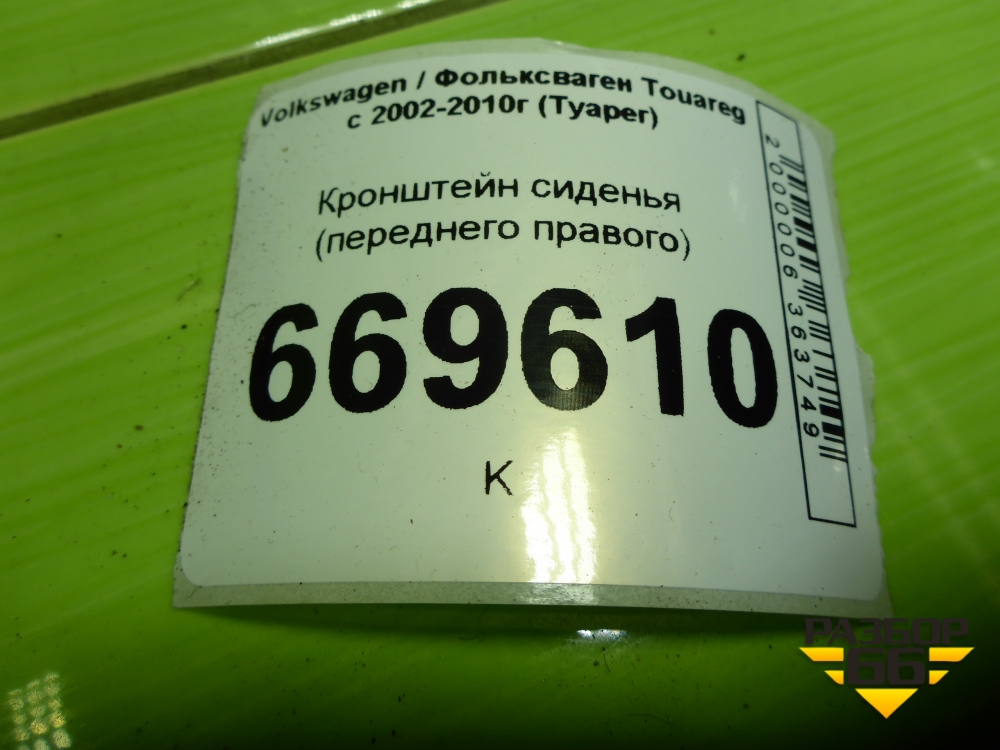 Volkswagen / Фольксваген Touareg
с 2002-2010г (Туарег)
Кронштейн сиденья
(переднего правого)
669610
К
2000006363749
РАЗБОР
66